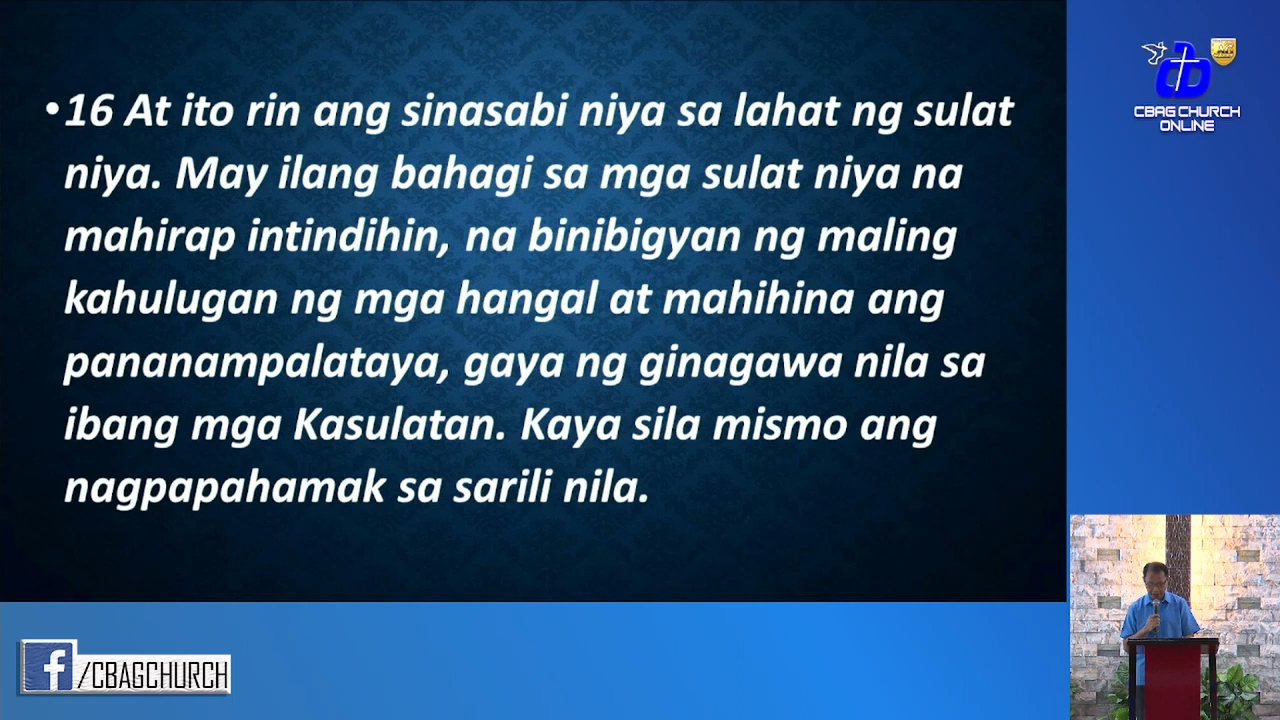 •16 At ito rin ang sinasabi niya sa lahat ng sulat
niya. May ilang bahagi sa mga sulat niya na
mahirap intindihin, na binibigyan ng maling
kahulugan ng mga hangal at mahihina ang
pananampalataya, gaya ng ginagawa nila sa
ibang mga Kasulatan. Kaya sila mismo ang
nagpapahamak sa sarili nila.
CBAG CHURCH
ONLINE
f/CBAGCHURCH